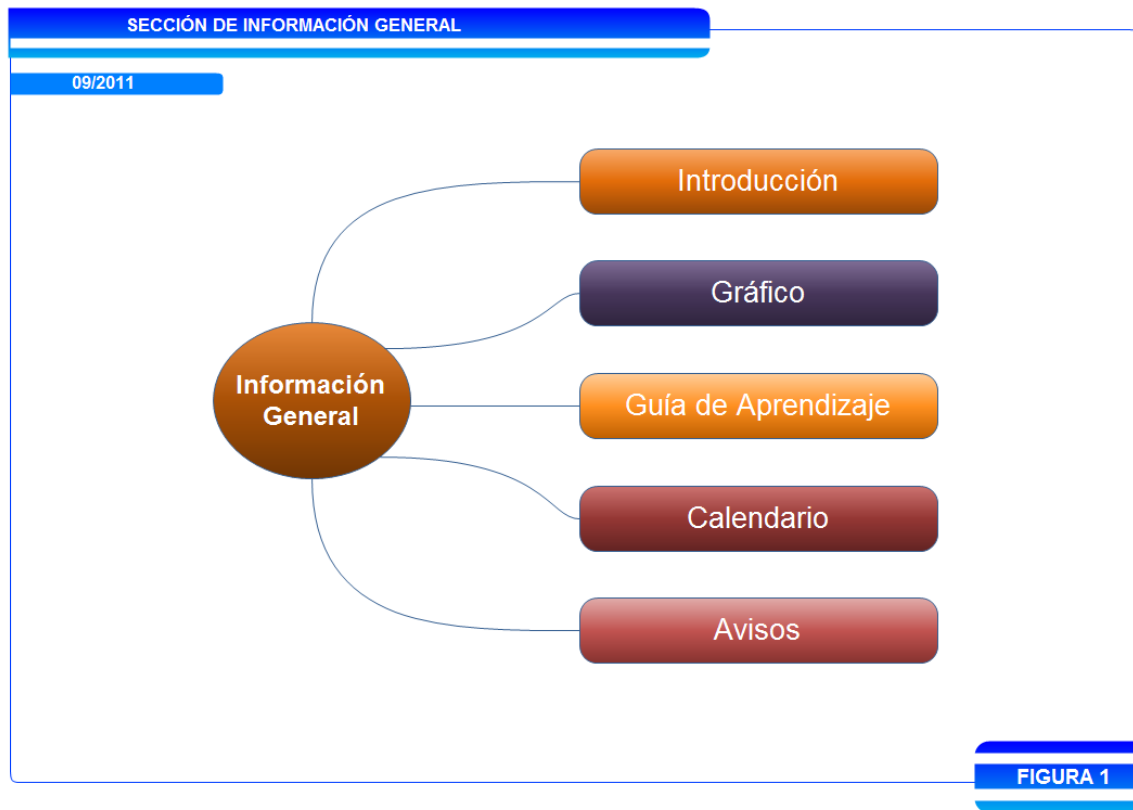 SECCIÓN DE INFORMACIÓN GENERAL
09/2011
Introducción
Gráfico
Información
General
Guía de Aprendizaje
Calendario
Avisos
FIGURA 1